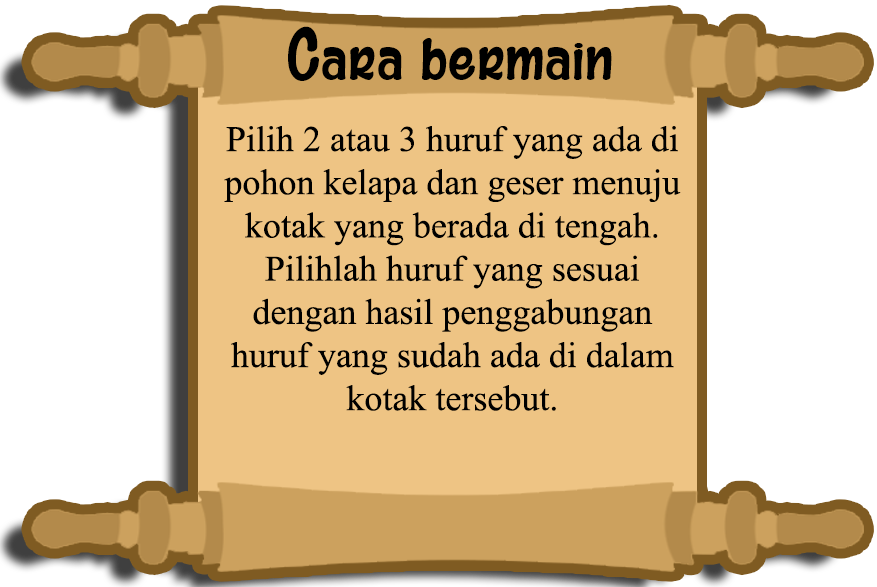 Cara bermain
Pilih 2 atau 3 huruf yang ada di
pohon kelapa dan geser menuju
kotak yang berada di tengah.
Pilihlah huruf yang sesuai
dengan hasil penggabungan
huruf yang sudah ada di dalam
kotak tersebut.